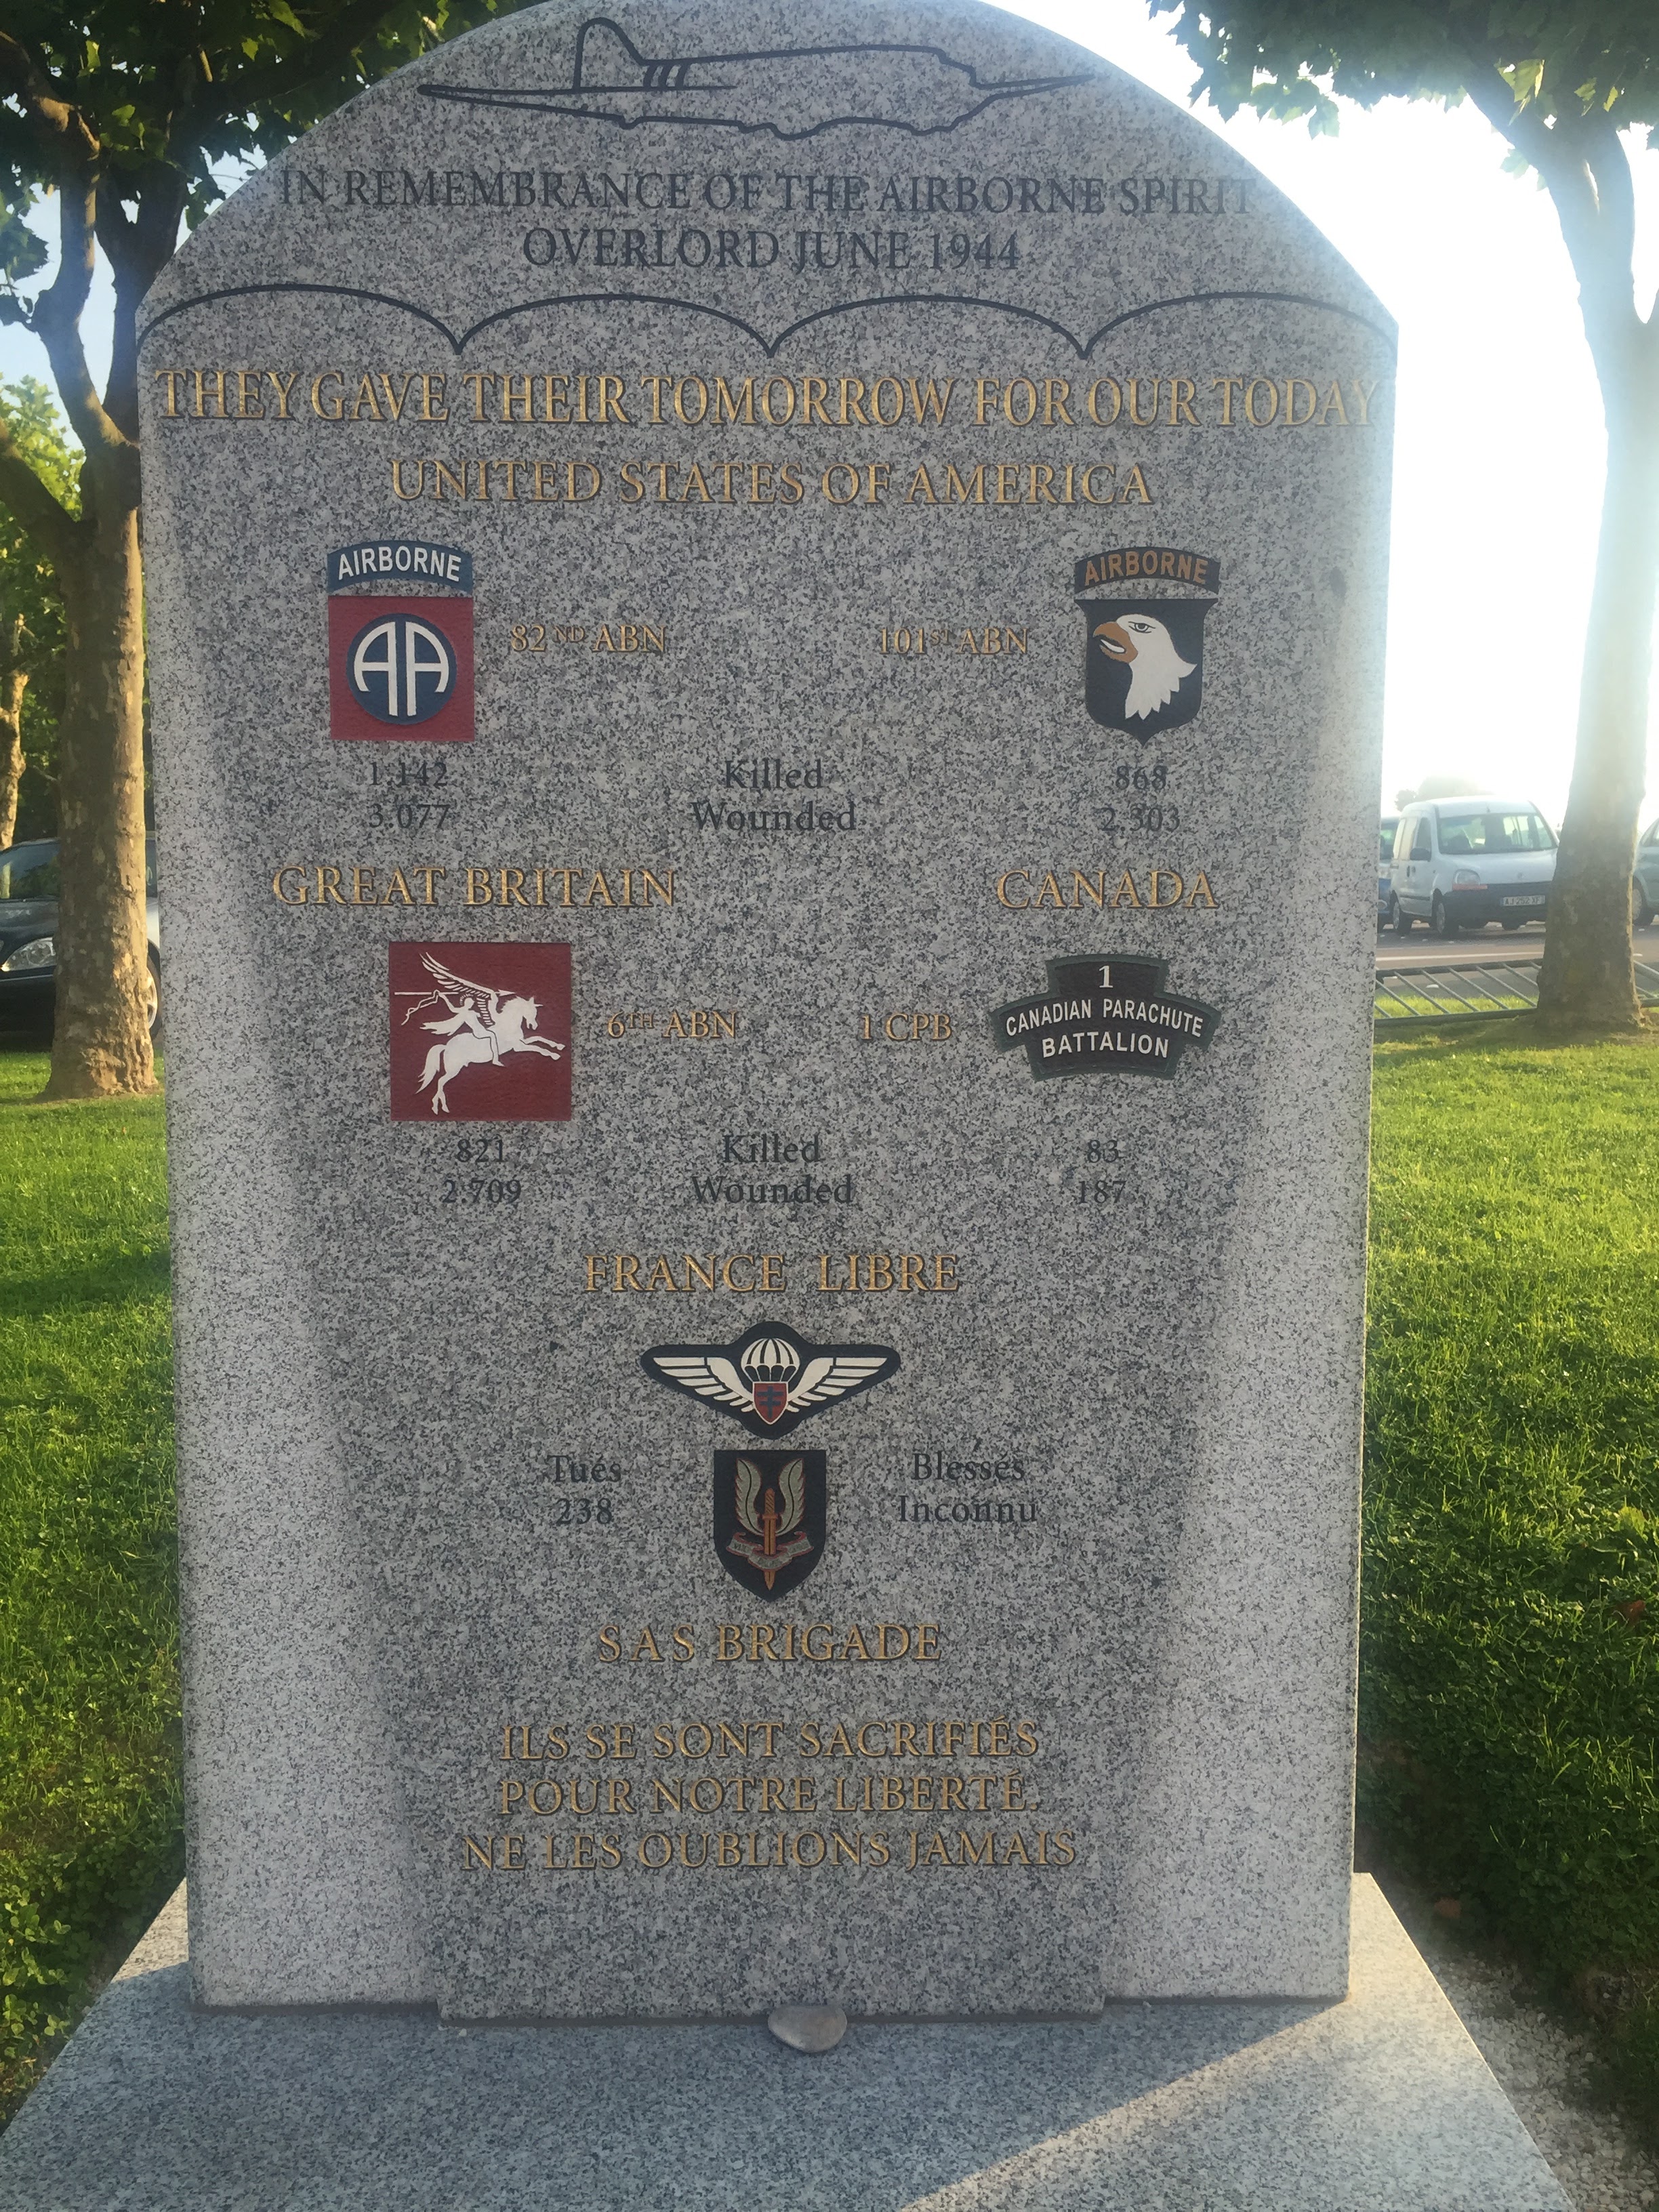 IN REMEMBRANCE OF THE AIRBORNE SPIRIT
OVERLORD JUNE 1944
THEY GAVE THEIR TOMORROW FOR OUR TODAY
UNITED STATES OF AMERICA
AIRBORNE AIRBORNE
AA 82ND ABN 101ST ABN
1.142 Killed 868
3.077 Wounded 2.303
GREAT BRITAIN CANADA
6TH ABN 1 CPB 1
CANADIAN PARACHUTE
BATTALION
821 Killed 83
2.709 Wounded 187
FRANCE LIBRE
Tués Blessés
238 Inconnu
SAS BRIGADE
ILS SE SONT SACRIFIÉS
POUR NOTRE LIBERTÉ.
NE LES OUBLIONS JAMAIS